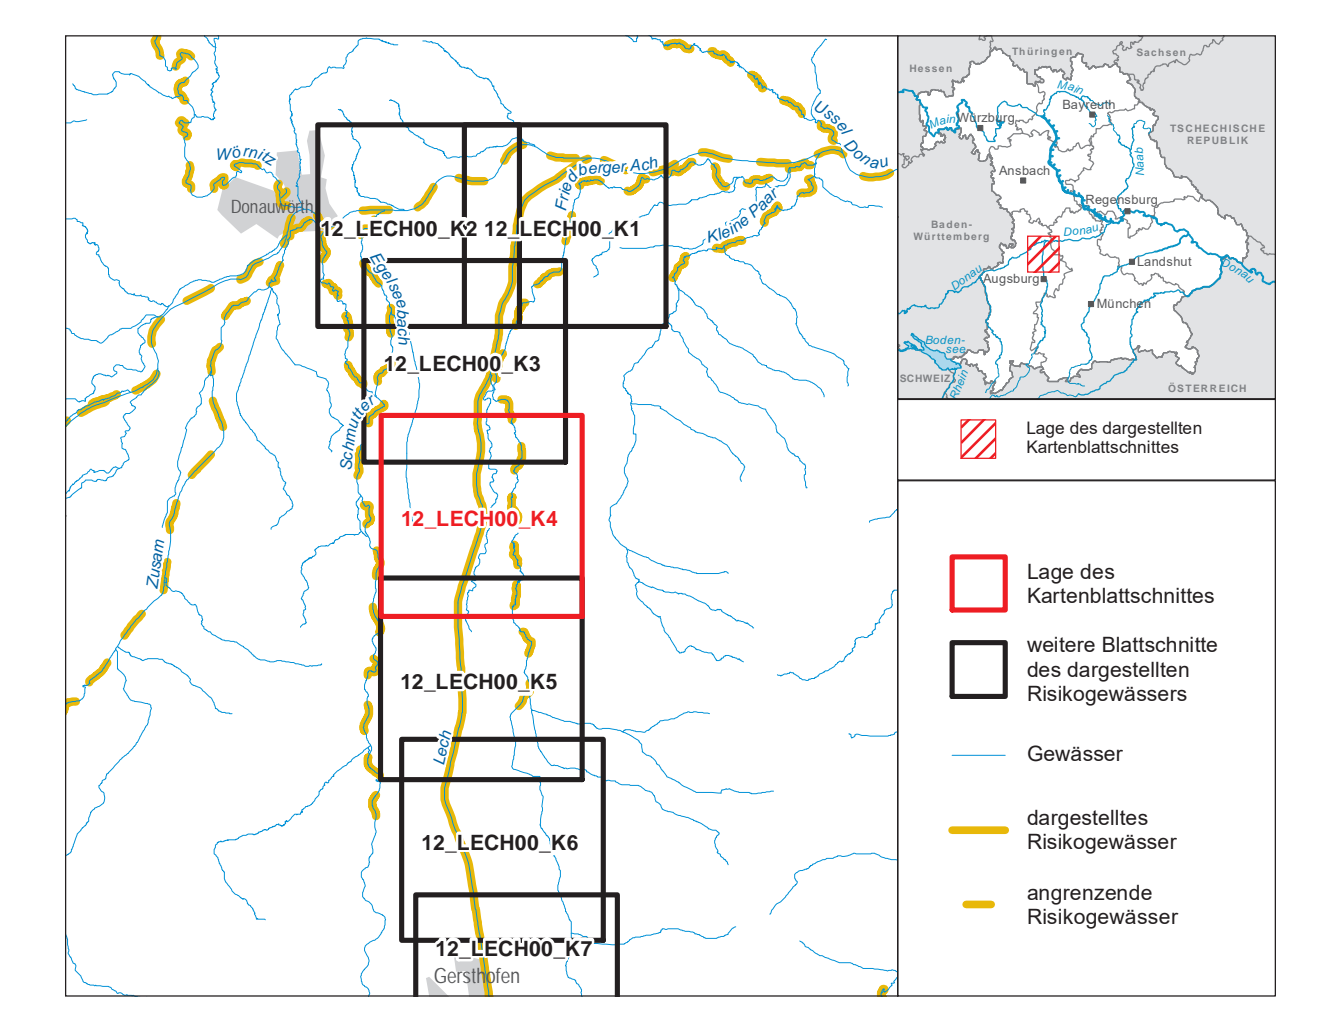 Wörnitz
Donauwörth
Ussel
Donau
Friedberger Ach
Kleine Paar
12_LECH00_K2
12_LECH00_K1
Egelseebach
12_LECH00_K3
Schmutter
12_LECH00_K4
Zusam
12_LECH00_K5
Lech
12_LECH00_K6
12_LECH00_K7
Gersthofen
Thüringen
Sachsen
Hessen
Main
Bayreuth
Main
Würzburg
TSCHECHISCHE
REPUBLIK
Naab
Ansbach
Regensburg
Baden-
Württemberg
Donau
Landshut
Donau
Augsburg
Donau
München
Boden-
see
SCHWEIZ
Rhein
ÖSTERREICH
Lage des dargestellten
Kartenblattschnittes
Lage des
Kartenblattschnittes
weitere Blattschnitte
des dargestellten
Risikogewässers
Gewässer
dargestelltes
Risikogewässer
angrenzende
Risikogewässer